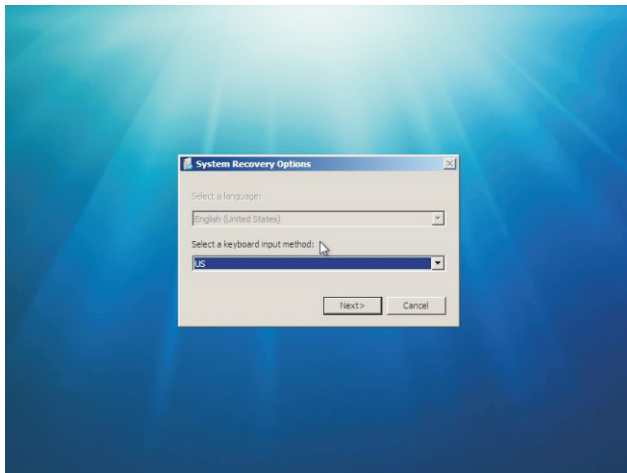 System Recovery Options
Select a language:
English (United States)
Select a keyboard input method:
US
Next>
Cancel